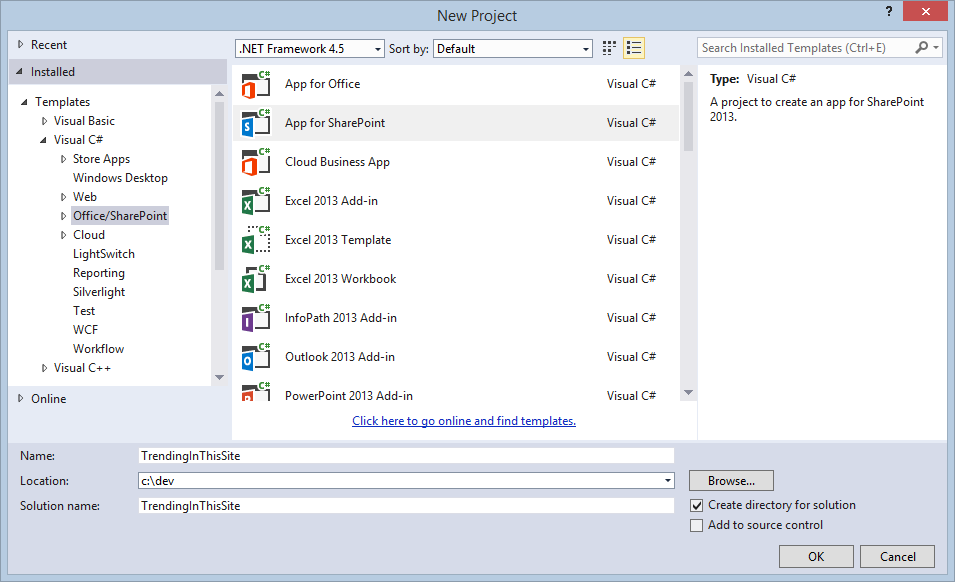 New Project
?
Recent
.NET Framework 4.5
Sort by: Default
Search Installed Templates (Ctrl+E)
Installed
Templates
Visual Basic
Visual C#
Store Apps
Windows Desktop
Web
Office/SharePoint
Cloud
LightSwitch
Reporting
Silverlight
Test
WCF
Workflow
Visual C++
Online
C# App for Office Visual C#
C# S App for SharePoint Visual C#
C# Cloud Business App Visual C#
C# X Excel 2013 Add-in Visual C#
C# X Excel 2013 Template Visual C#
C# X Excel 2013 Workbook Visual C#
C# I InfoPath 2013 Add-in Visual C#
C# O Outlook 2013 Add-in Visual C#
C# PowerPoint 2013 Add-in Visual C#
Click here to go online and find templates.
Type: Visual C#
A project to create an app for SharePoint
2013.
Name: TrendingInThisSite
Location: c:\dev
Browse...
Solution name: TrendingInThisSite
Create directory for solution
Add to source control
OK
Cancel